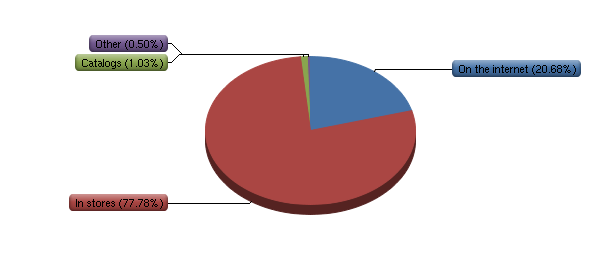 Other (0.50%)
Catalogs (1.03%)
On the internet (20.68%)
In stores (77.78%)